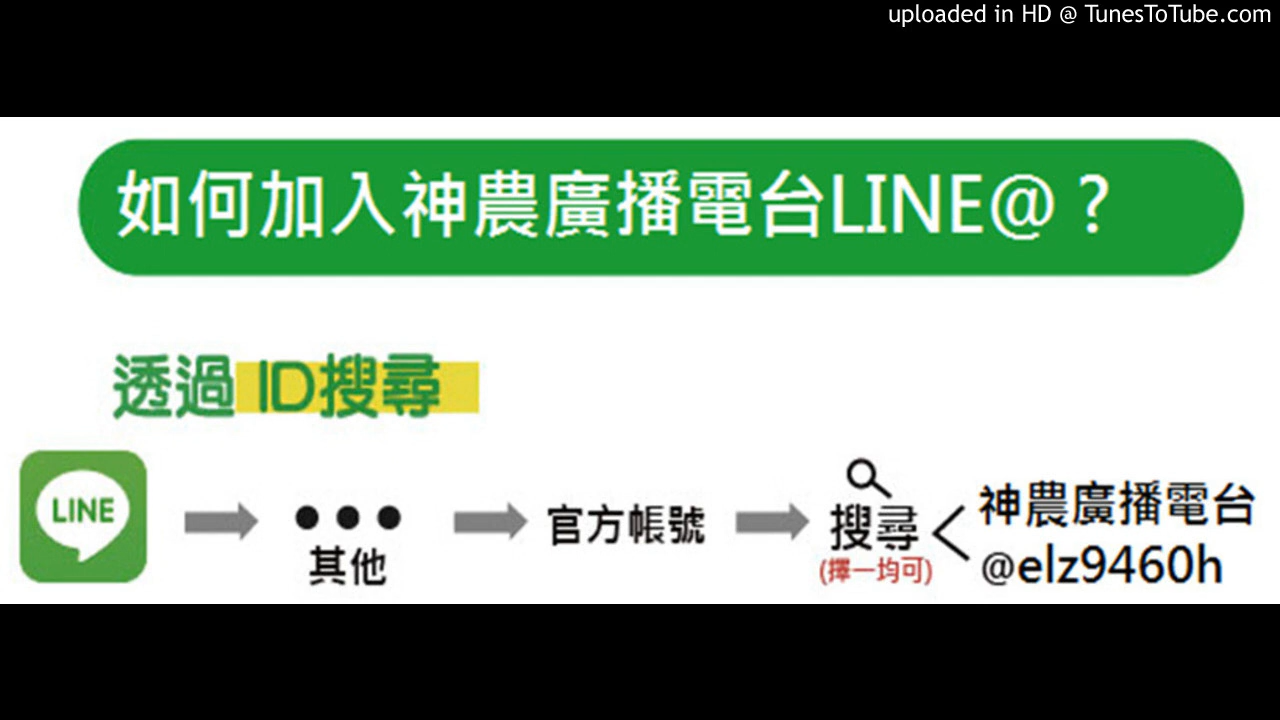 uploaded in HD @ TunesToTube.com
如何加入神農廣播電台LINE@？
透過 ID搜尋
LINE
其他
官方帳號
搜尋
(擇一均可)
神農廣播電台
@elz9460h